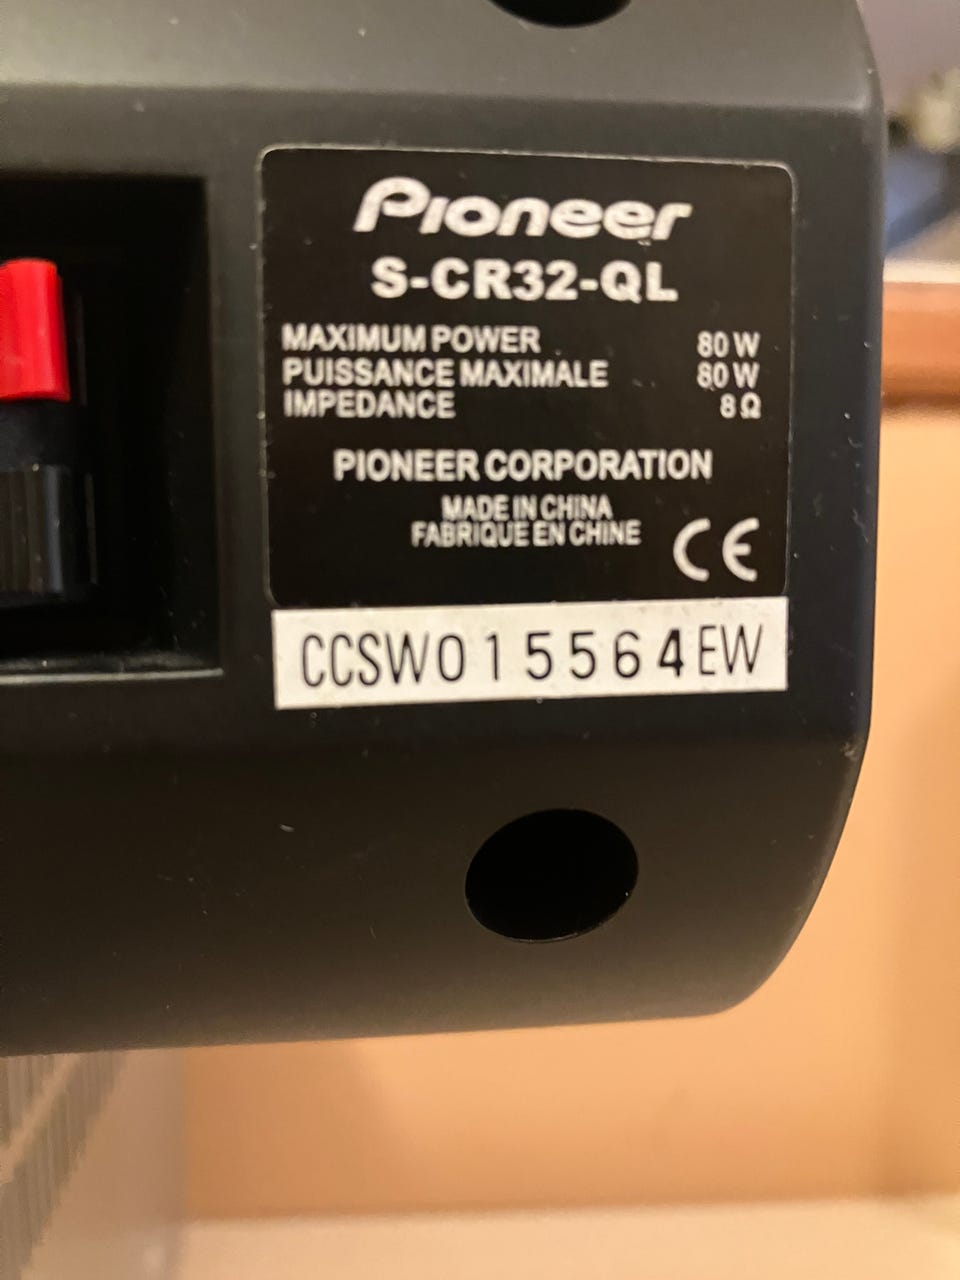 Pioneer
S-CR32-QL
MAXIMUM POWER 80 W
PUISSANCE MAXIMALE 80 W
IMPEDANCE 8 Ω
PIONEER CORPORATION
MADE IN CHINA
FABRIQUE EN CHINE
CE
CCSW015564EW